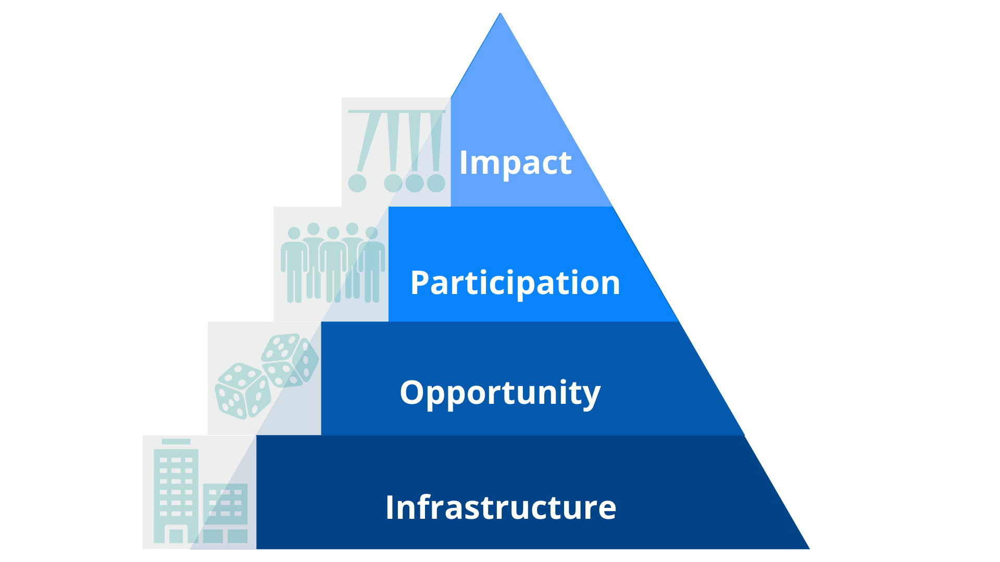 Impact
Participation
Opportunity
Infrastructure